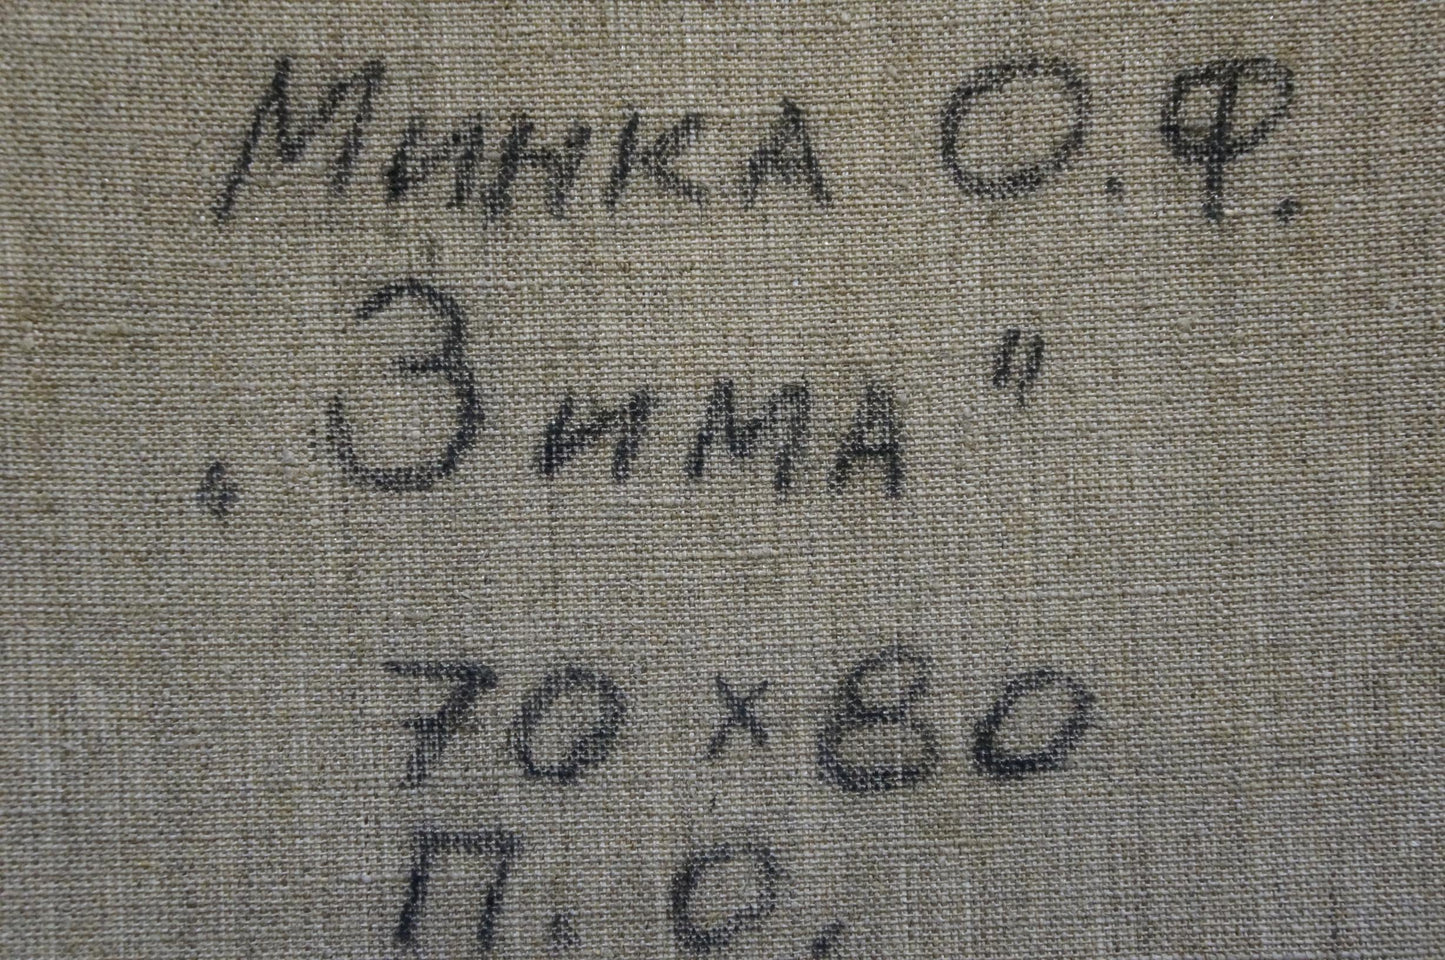 Минка О.Ф.
„Зима"
70 x 80
П. О.